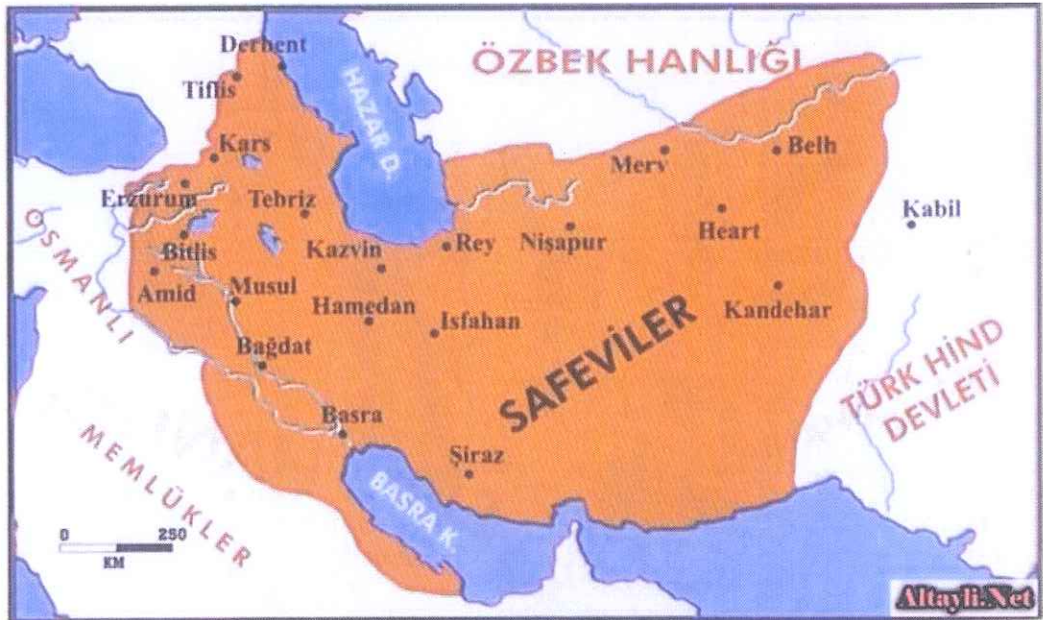 Derbent
Tiflis
HAZAR D.
ÖZBEK HANLIĞI
Kars
Merv
Belh
Erzurum
Tebriz
Kabil
Heart
Bitlis
Kazvin
Rey
Nişapur
OSMANLI
Amid
Musul
Hamedan
Isfahan
Kandehar
SAFEVİLER
Bağdat
TÜRK HİND
DEVLETİ
Basra
MEMLÜKLER
Şiraz
BASRA K.
0 250
KM
Altayli.Net